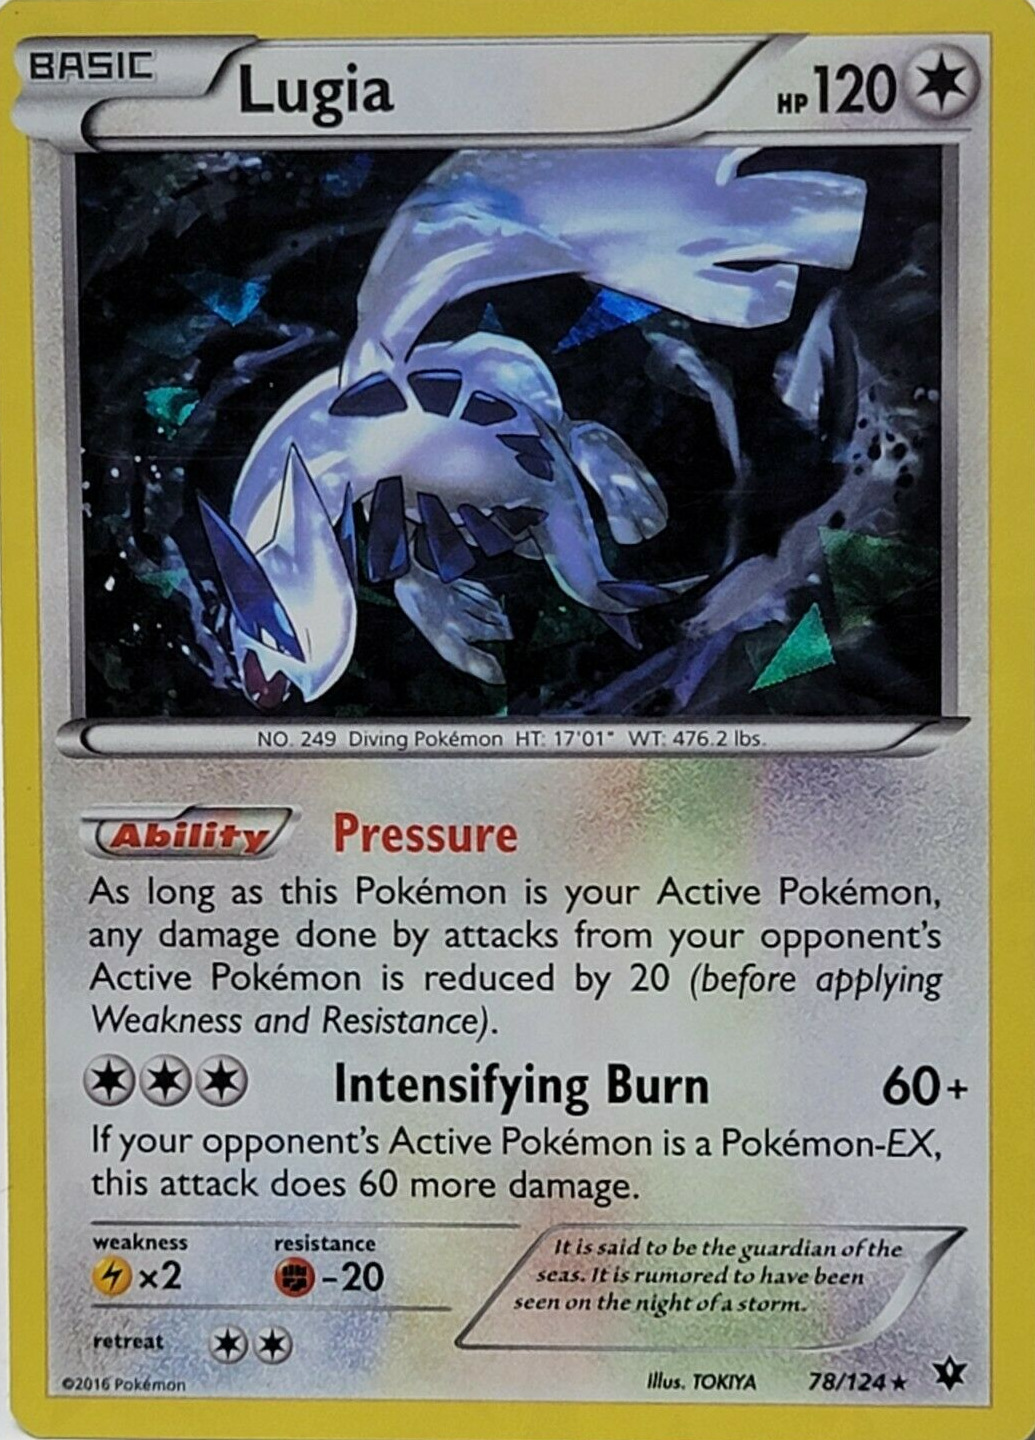 BASIC
Lugia
HP 120
NO. 249 Diving Pokémon HT: 17'01" WT: 476.2 lbs.
Ability Pressure
As long as this Pokémon is your Active Pokémon,
any damage done by attacks from your opponent's
Active Pokémon is reduced by 20 (before applying
Weakness and Resistance).
Intensifying Burn 60+
If your opponent's Active Pokémon is a Pokémon-EX,
this attack does 60 more damage.
weakness
×2
resistance
-20
retreat
It is said to be the guardian of the
seas. It is rumored to have been
seen on the night of a storm.
©2016 Pokémon
Illus. TOKIYA
78/124 ★